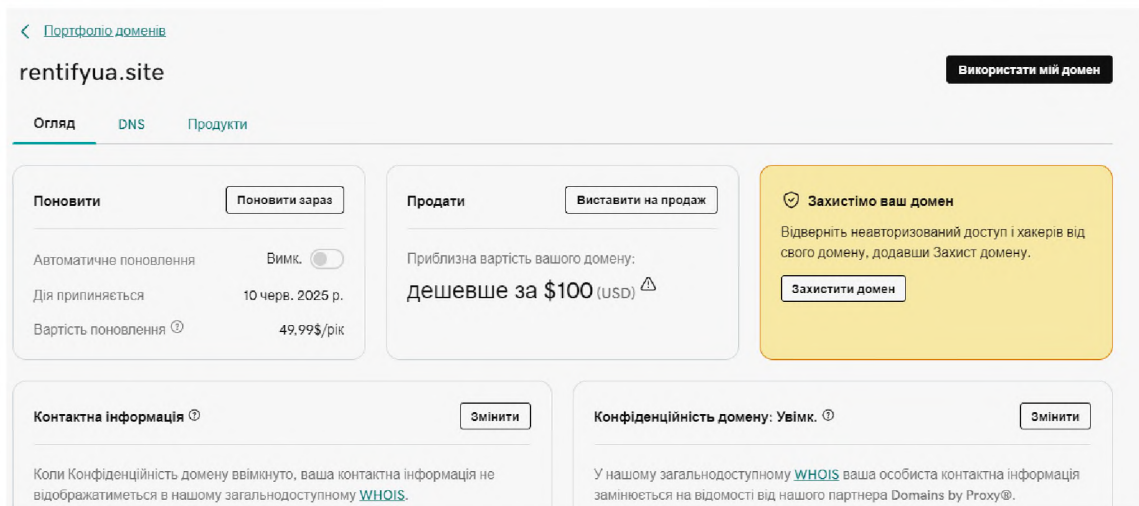 Портфоліо доменів
rentifyua.site
Використати мій домен
Огляд DNS Продукти
Поновити
Поновити зараз
Автоматичне поновлення Вимк.
Дія припиняється 10 черв. 2025 р.
Вартість поновлення 49,99$/рік
Продати
Виставити на продаж
Приблизна вартість вашого домену:
дешевше за $100 (USD)
Захистімо ваш домен
Відверніть неавторизований доступ і хакерів від
свого домену, додавши Захист домену.
Захистити домен
Контактна інформація
Змінити
Коли Конфіденційність домену ввімкнуто, ваша контактна інформація не
відображатиметься в нашому загальнодоступному WHOIS.
Конфіденційність домену: Увімк.
Змінити
У нашому загальнодоступному WHOIS ваша особиста контактна інформація
замінюється на відомості від нашого партнера Domains by Proxy®.